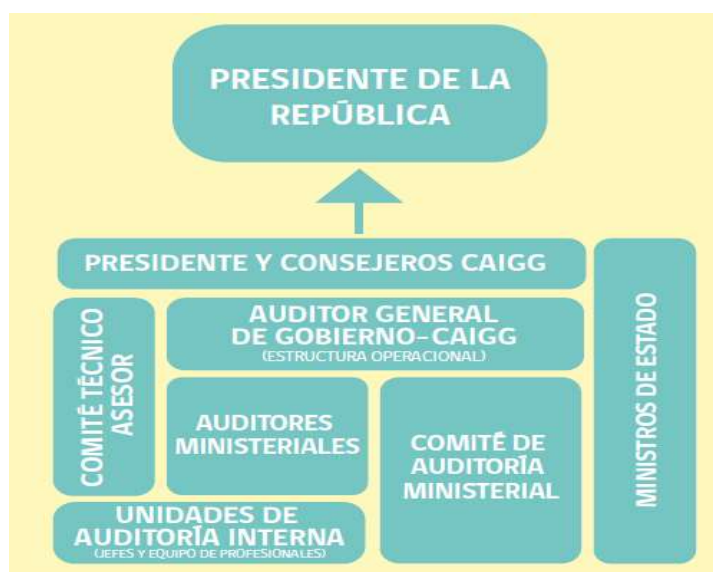 PRESIDENTE DE LA
REPÚBLICA
PRESIDENTE Y CONSEJEROS CAIGG
COMITÉ TÉCNICO
ASESOR
AUDITOR GENERAL
DE GOBIERNO-CAIGG
(ESTRUCTURA OPERACIONAL)
AUDITORES
MINISTERIALES
COMITÉ DE
AUDITORÍA
MINISTERIAL
UNIDADES DE
AUDITORÍA INTERNA
(JEFES Y EQUIPO DE PROFESIONALES)
MINISTROS DE ESTADO